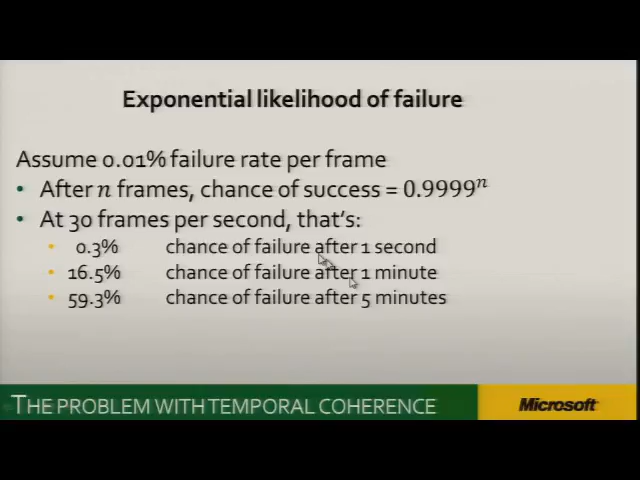 Exponential likelihood of failure
Assume 0.01% failure rate per frame
• After n frames, chance of success = 0.9999ⁿ
• At 30 frames per second, that's:
• 0.3% chance of failure after 1 second
• 16.5% chance of failure after 1 minute
• 59.3% chance of failure after 5 minutes
THE PROBLEM WITH TEMPORAL COHERENCE
Microsoft